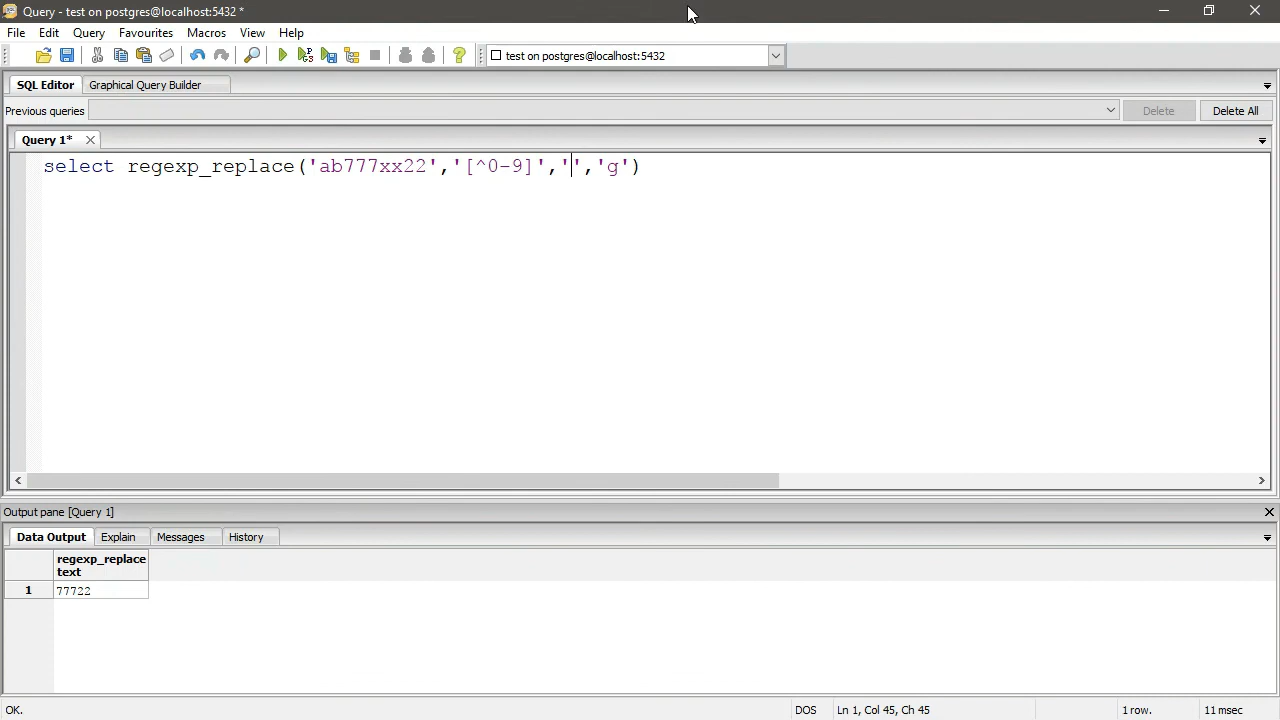 Query - test on postgres@localhost:5432 *
File Edit Query Favourites Macros View Help
test on postgres@localhost:5432
SQL Editor Graphical Query Builder
Previous queries Delete Delete All
Query 1*
select regexp_replace('ab777xx22','[^0-9]','','g')
Output pane [Query 1]
Data Output Explain Messages History
regexp_replace
text
1 77722
OK. DOS Ln 1, Col 45, Ch 45 1 row. 11 msec